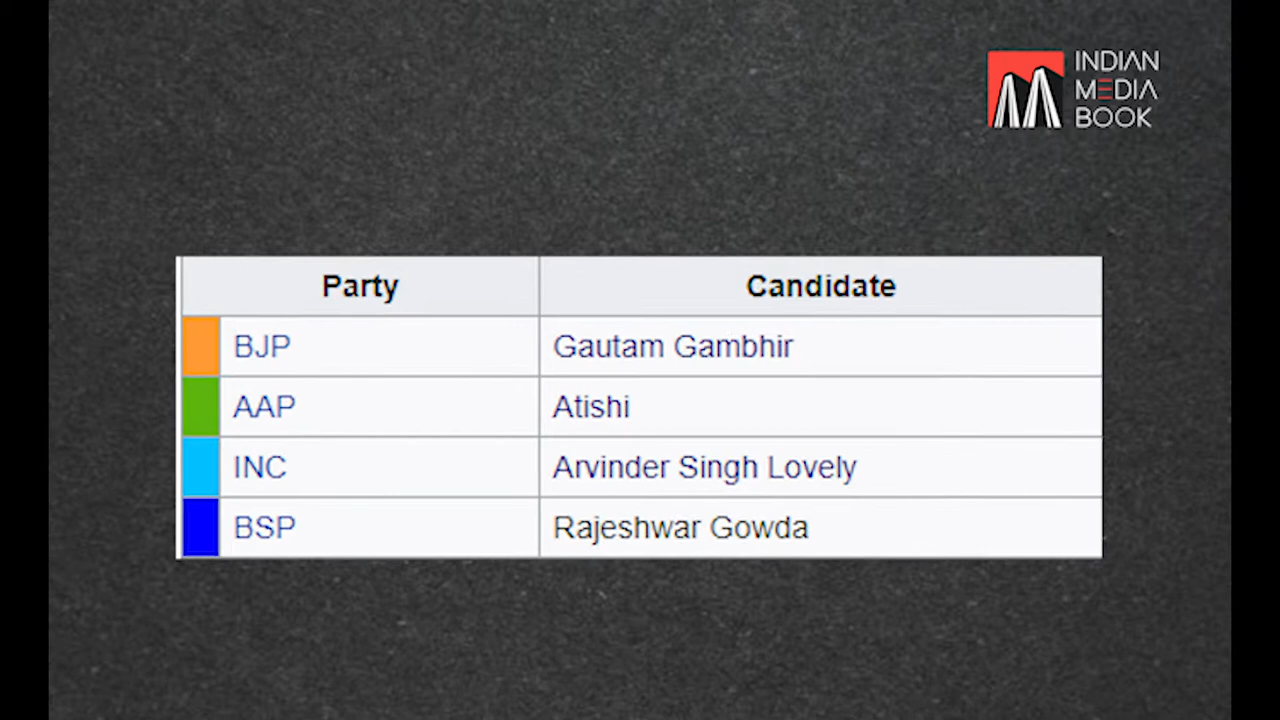 INDIAN
MEDIA
BOOK
Party Candidate
BJP Gautam Gambhir
AAP Atishi
INC Arvinder Singh Lovely
BSP Rajeshwar Gowda